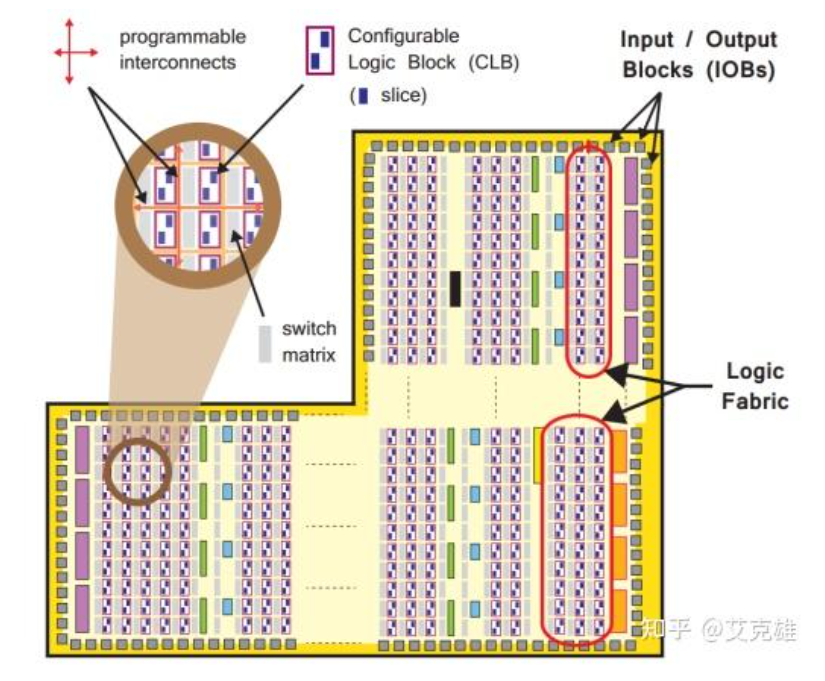 programmable
interconnects
Configurable
Logic Block (CLB)
( slice)
Input / Output
Blocks (IOBs)
switch
matrix
Logic
Fabric
知乎 @艾克雄